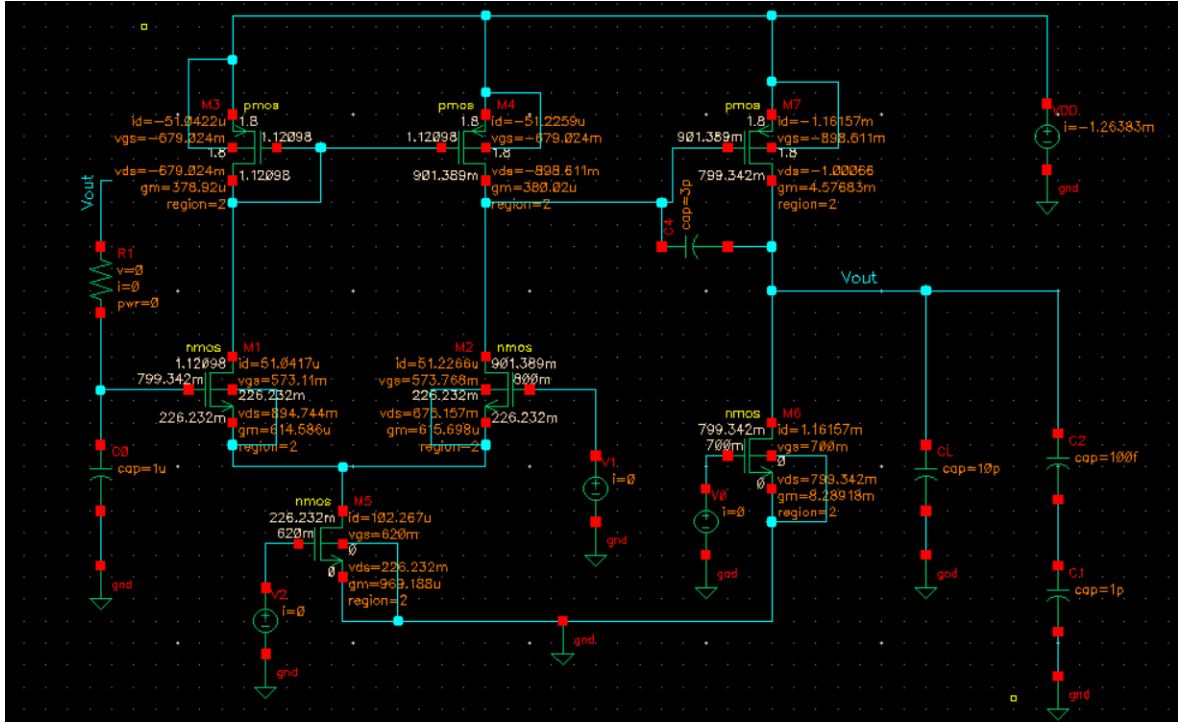 M3
pmos
1.8
id=-51.0422u
vgs=-679.024m
1.12098
1.8
vds=-679.024m
1.12098
gm=378.92u
region=2
pmos
M4
1.8
id=-51.2259u
1.12098
vgs=-679.024m
1.8
vds=-898.611m
901.389m
gm=380.02u
region=2
pmos
M7
1.8
id=-1.16157m
901.389m
vgs=-898.611m
1.8
vds=-1.00066
799.342m
gm=4.57683m
region=2
VDD
i=-1.26383m
gnd
Vout
R1
v=0
i=0
pwr=0
C4
cap=3p
Vout
nmos
M1
1.12098
id=51.0417u
799.342m
vgs=573.11m
226.232m
vds=894.744m
226.232m
gm=614.586u
region=2
M2
nmos
id=51.2266u
901.389m
vgs=573.768m
800m
226.232m
vds=675.157m
226.232m
gm=615.698u
region=2
nmos
M6
799.342m
id=1.16157m
700m
vgs=700m
0
vds=799.342m
0
gm=8.28918m
region=2
C0
cap=1u
gnd
V1
i=0
gnd
V0
i=0
gnd
CL
cap=10p
gnd
C2
cap=100f
C1
cap=1p
gnd
nmos
M5
226.232m
id=102.267u
620m
vgs=620m
0
vds=226.232m
0
gm=969.188u
region=2
V2
i=0
gnd
gnd